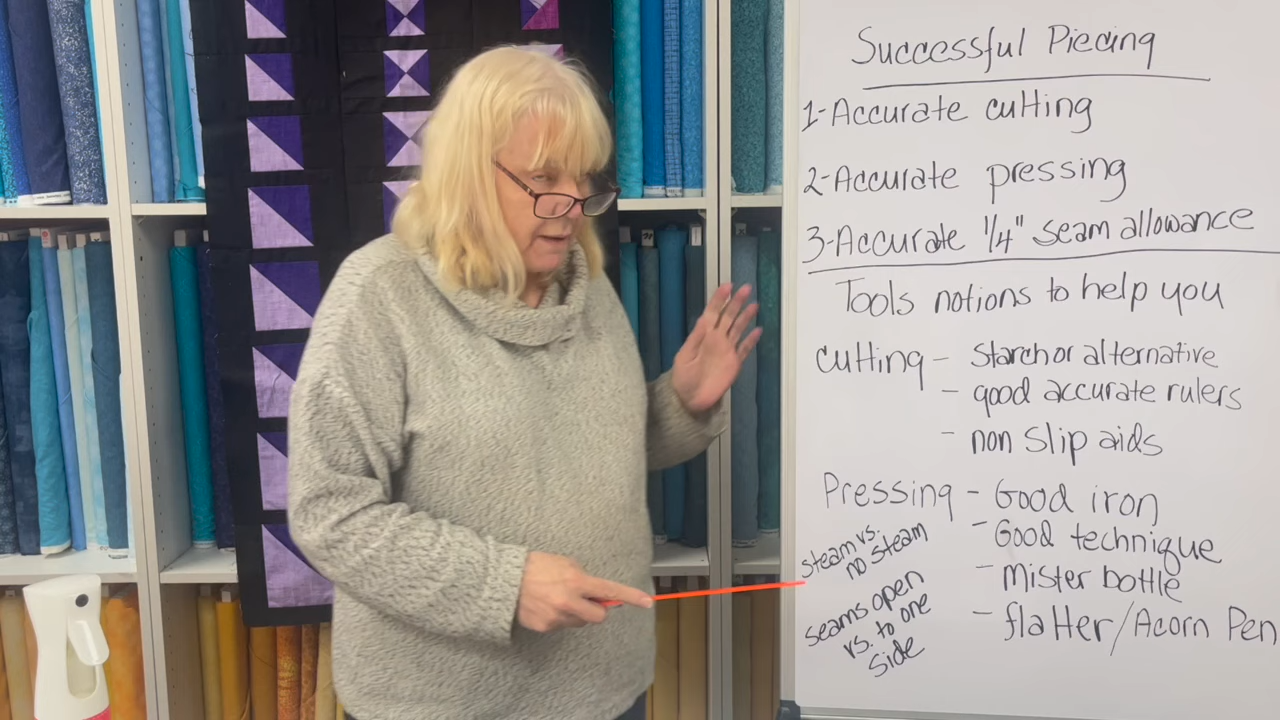 Successful Piecing
1-Accurate cutting
2-Accurate pressing
3-Accurate 1/4" seam allowance
Tools notions to help you
cutting - starch or alternative
- good accurate rulers
- non slip aids
Pressing - Good iron
- Good technique
- Mister bottle
- flatter/Acorn Pen
steam vs.
no steam
seams open
vs. to one
side